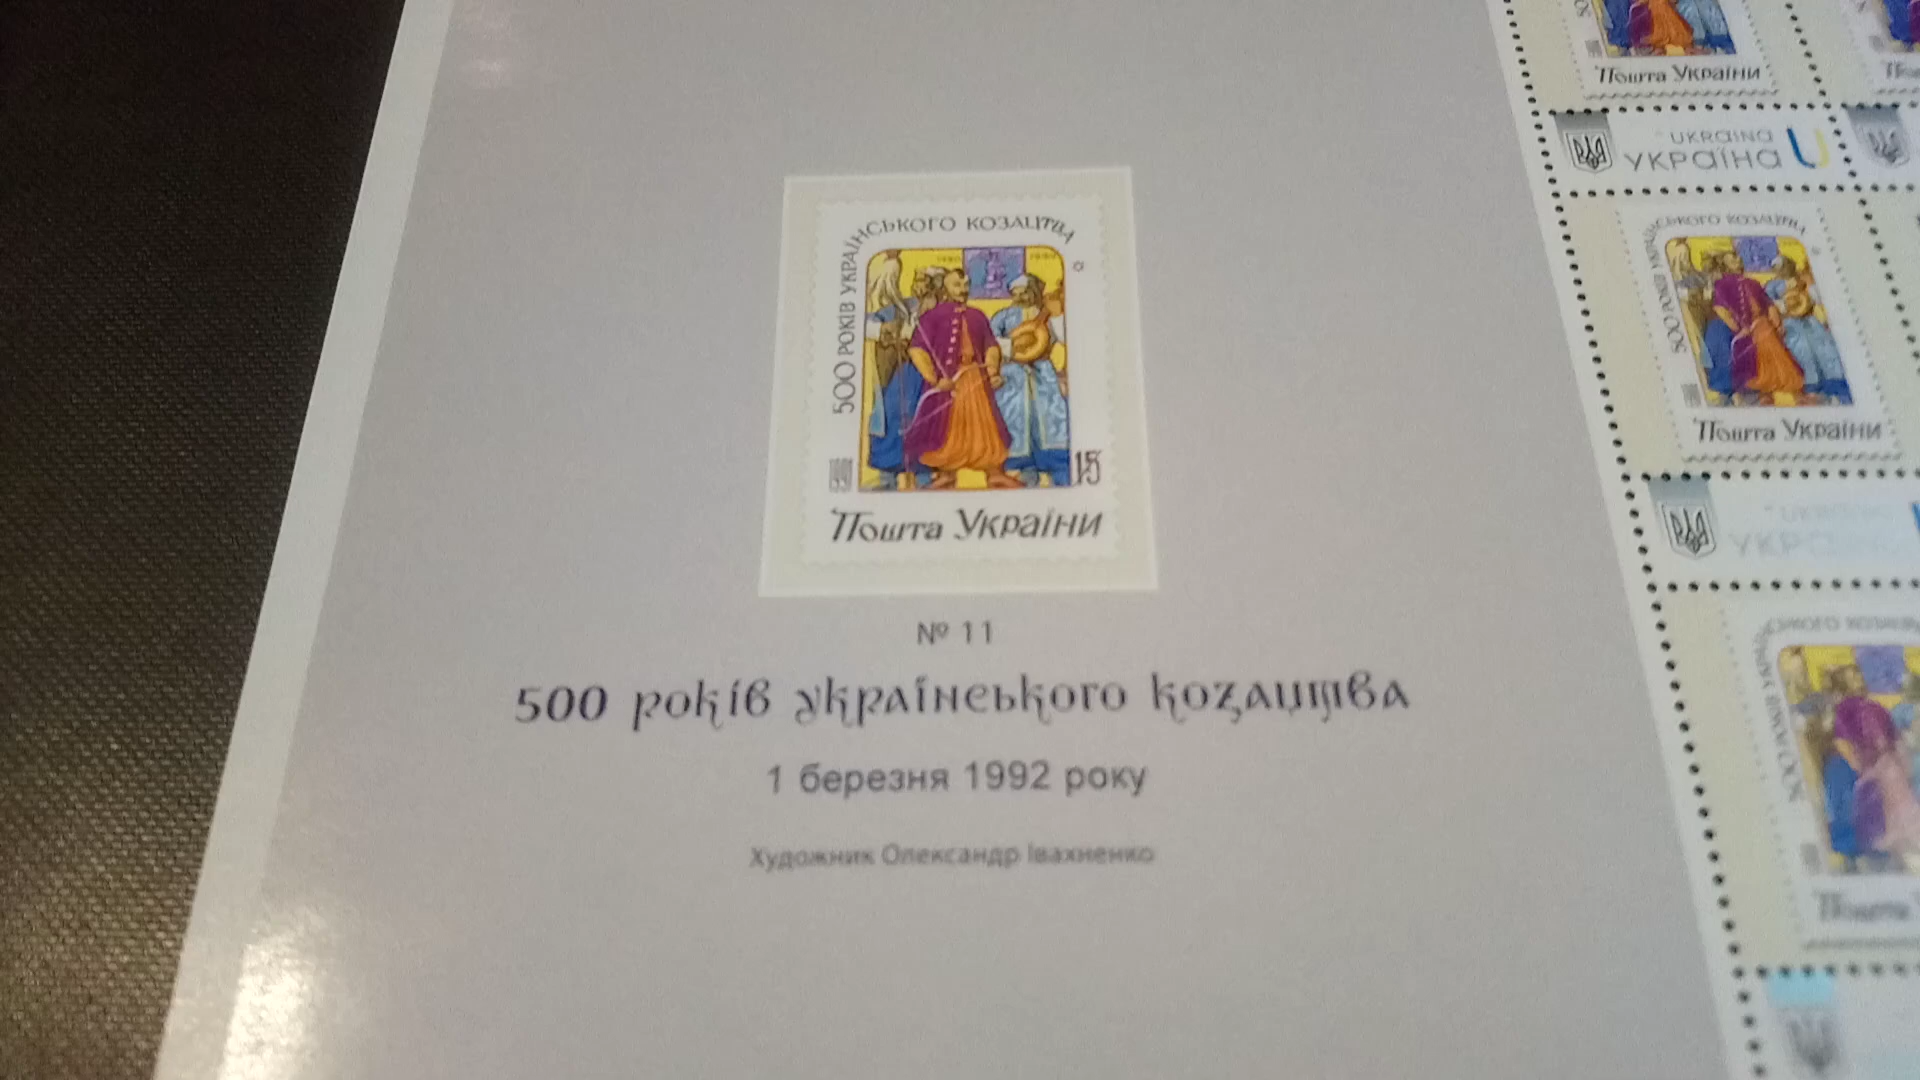 500 РОКІВ УКРАЇНСЬКОГО КОЗАЦТВА
15
Пошта України
№ 11
500 років українського козацтва
1 березня 1992 року
Художник Олександр Івахненко
Пошта України
UKRAINA
УКРАЇНА
500 РОКІВ УКРАЇНСЬКОГО КОЗАЦТВА
Пошта України
Пошта